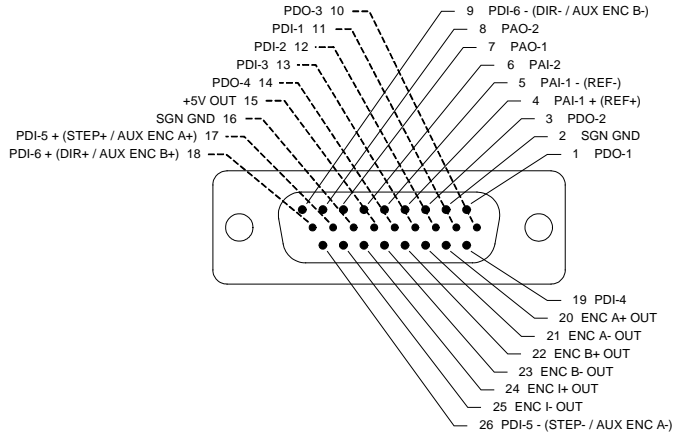 PDO-3 10
PDI-1 11
PDI-2 12
PDI-3 13
PDO-4 14
+5V OUT 15
SGN GND 16
PDI-5 + (STEP+ / AUX ENC A+) 17
PDI-6 + (DIR+ / AUX ENC B+) 18
9 PDI-6 - (DIR- / AUX ENC B-)
8 PAO-2
7 PAO-1
6 PAI-2
5 PAI-1 - (REF-)
4 PAI-1 + (REF+)
3 PDO-2
2 SGN GND
1 PDO-1
19 PDI-4
20 ENC A+ OUT
21 ENC A- OUT
22 ENC B+ OUT
23 ENC B- OUT
24 ENC I+ OUT
25 ENC I- OUT
26 PDI-5 - (STEP- / AUX ENC A-)